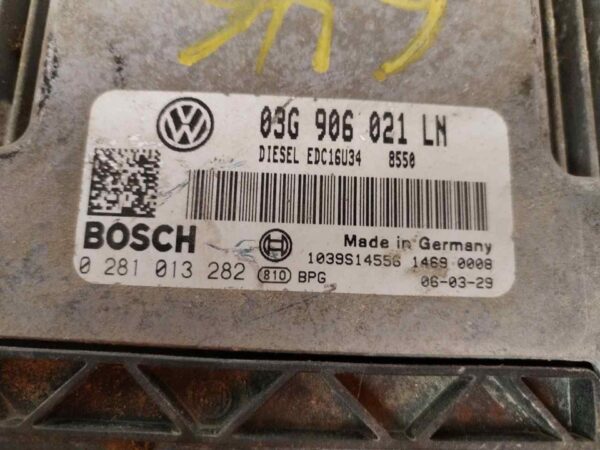 03G 906 021 LN
DIESEL EDC16U34 8550
BOSCH
Made in Germany
0 281 013 282 810 BPG
1039S14556 1469 0008
06-03-29